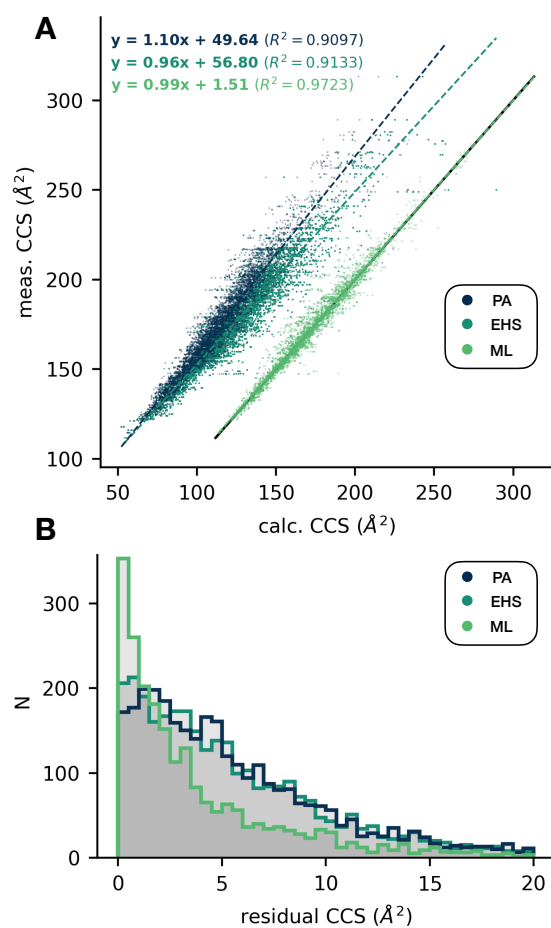 A
y = 1.10x + 49.64 (R² = 0.9097)
y = 0.96x + 56.80 (R² = 0.9133)
y = 0.99x + 1.51 (R² = 0.9723)
300
250
200
150
100
meas. CCS (Å²)
PA
EHS
ML
50 100 150 200 250 300
calc. CCS (Å²)
B
PA
EHS
ML
300
200
100
0
N
0 5 10 15 20
residual CCS (Å²)